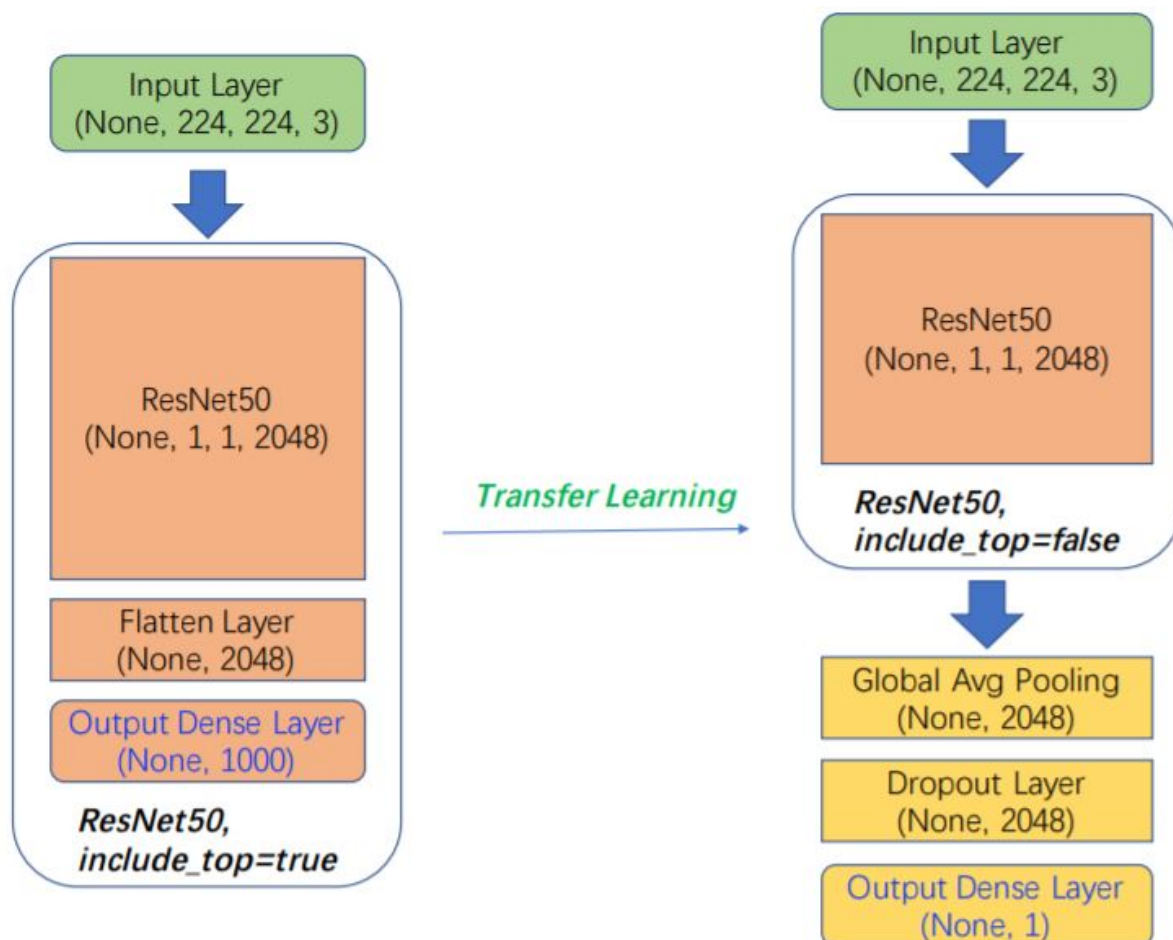 Input Layer
(None, 224, 224, 3)
ResNet50
(None, 1, 1, 2048)
Flatten Layer
(None, 2048)
Output Dense Layer
(None, 1000)
ResNet50,
include_top=true
Transfer Learning
Input Layer
(None, 224, 224, 3)
ResNet50
(None, 1, 1, 2048)
ResNet50,
include_top=false
Global Avg Pooling
(None, 2048)
Dropout Layer
(None, 2048)
Output Dense Layer
(None, 1)